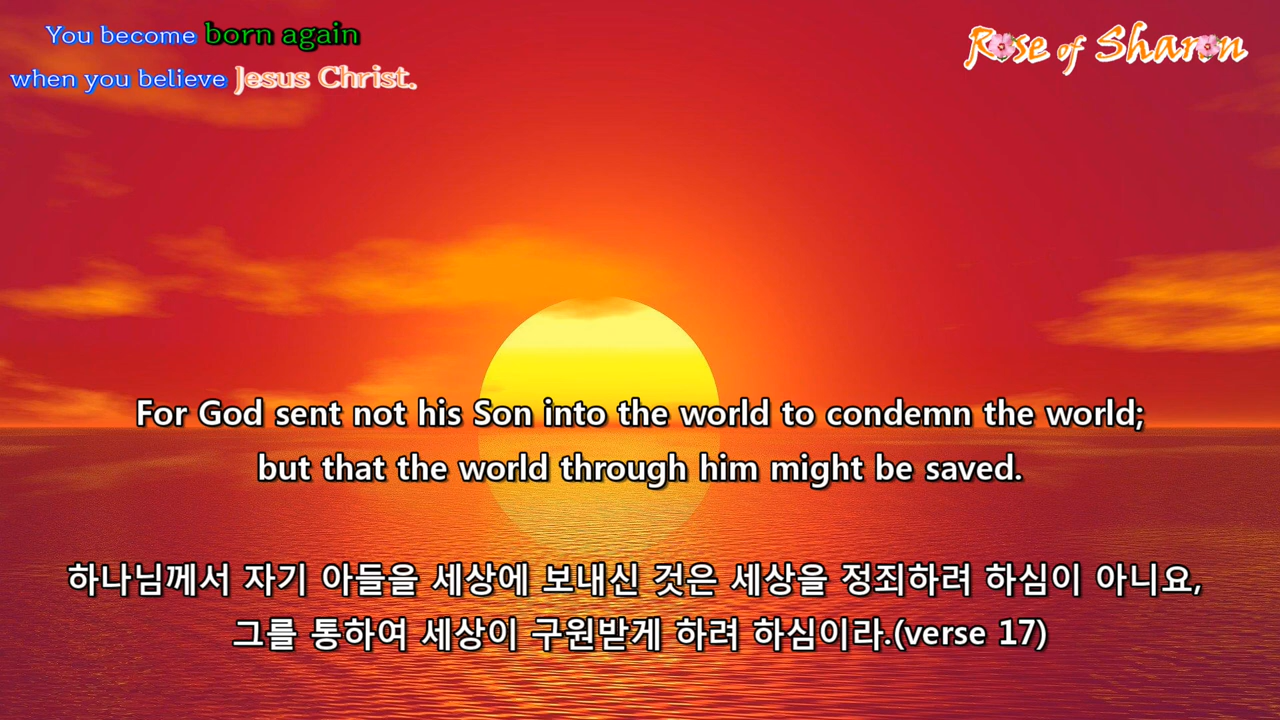 You become born again
when you believe Jesus Christ.
Rose of Sharon
For God sent not his Son into the world to condemn the world;
but that the world through him might be saved.
하나님께서 자기 아들을 세상에 보내신 것은 세상을 정죄하려 하심이 아니요,
그를 통하여 세상이 구원받게 하려 하심이라.(verse 17)